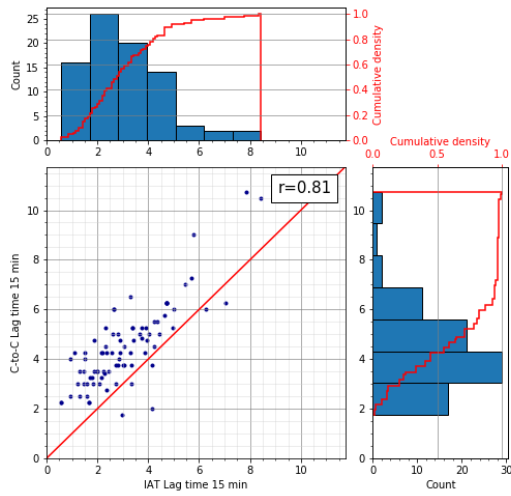 25
20
15
10
5
0
Count
0 2 4 6 8 10
1.0
0.8
0.6
0.4
0.2
0.0
Cumulative density
r=0.81
10
8
6
4
2
0
C-to-C Lag time 15 min
0 2 4 6 8 10
IAT Lag time 15 min
Cumulative density
0.0 0.5 1.0
10
8
6
4
2
0
0 10 20 30
Count